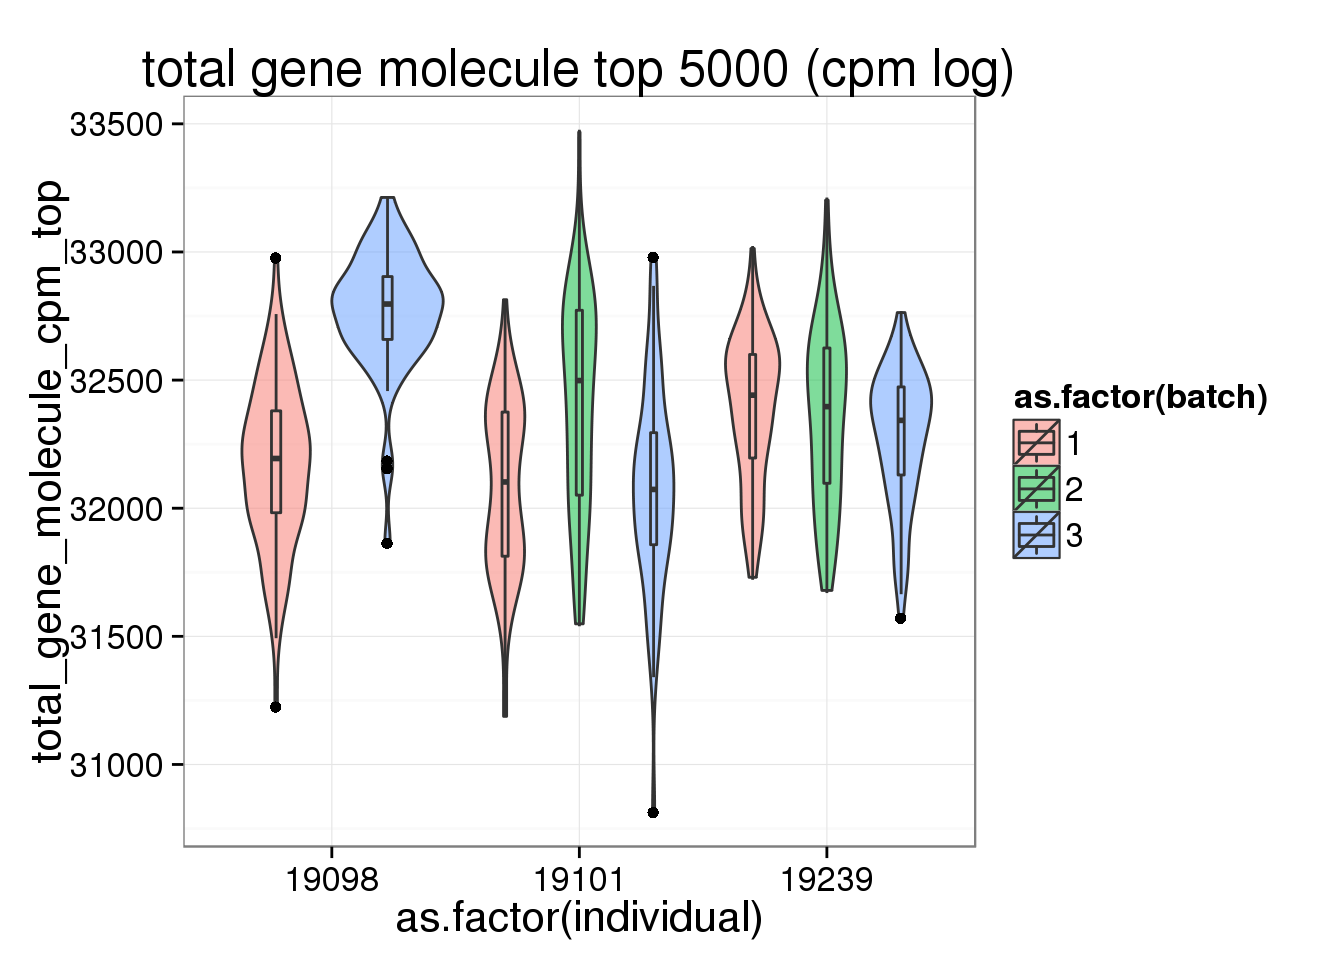 total gene molecule top 5000 (cpm log)
total_gene_molecule_cpm_top
33500
33000
32500
32000
31500
31000
19098 19101 19239
as.factor(individual)
as.factor(batch)
1
2
3